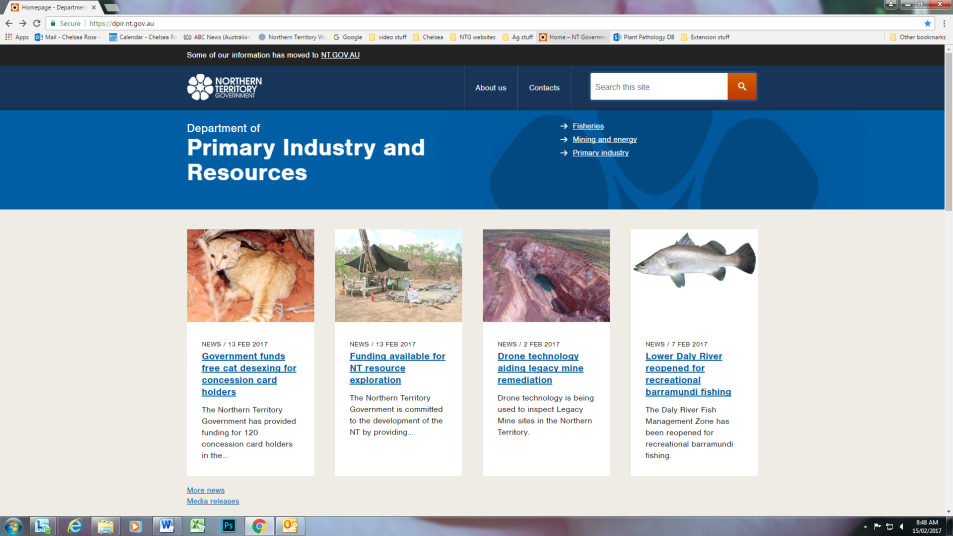 Homepage - Departmen
Secure
https://dpir.nt.gov.au
Apps
Mail - Chelsea Rose -
Calendar - Chelsea Ro
ABC News (Australian
Northern Territory We
Google
video stuff
Chelsea
NTG websites
Ag stuff
Home – NT Governme
Plant Pathology DB
Extension stuff
Other bookmarks
Some of our information has moved to NT.GOV.AU
NORTHERN
TERRITORY
GOVERNMENT
About us
Contacts
Search this site
Department of
Primary Industry and
Resources
→ Fisheries
→ Mining and energy
→ Primary industry
NEWS / 13 FEB 2017
Government funds
free cat desexing for
concession card
holders
The Northern Territory
Government has provided
funding for 120
concession card holders
in the...
NEWS / 13 FEB 2017
Funding available for
NT resource
exploration
The Northern Territory
Government is committed
to the development of the
NT by providing...
NEWS / 2 FEB 2017
Drone technology
aiding legacy mine
remediation
Drone technology is being
used to inspect Legacy
Mine sites in the Northern
Territory.
NEWS / 7 FEB 2017
Lower Daly River
reopened for
recreational
barramundi fishing
The Daly River Fish
Management Zone has
been reopened for
recreational barramundi
fishing.
More news
Media releases
Ps
8:48 AM
15/02/2017